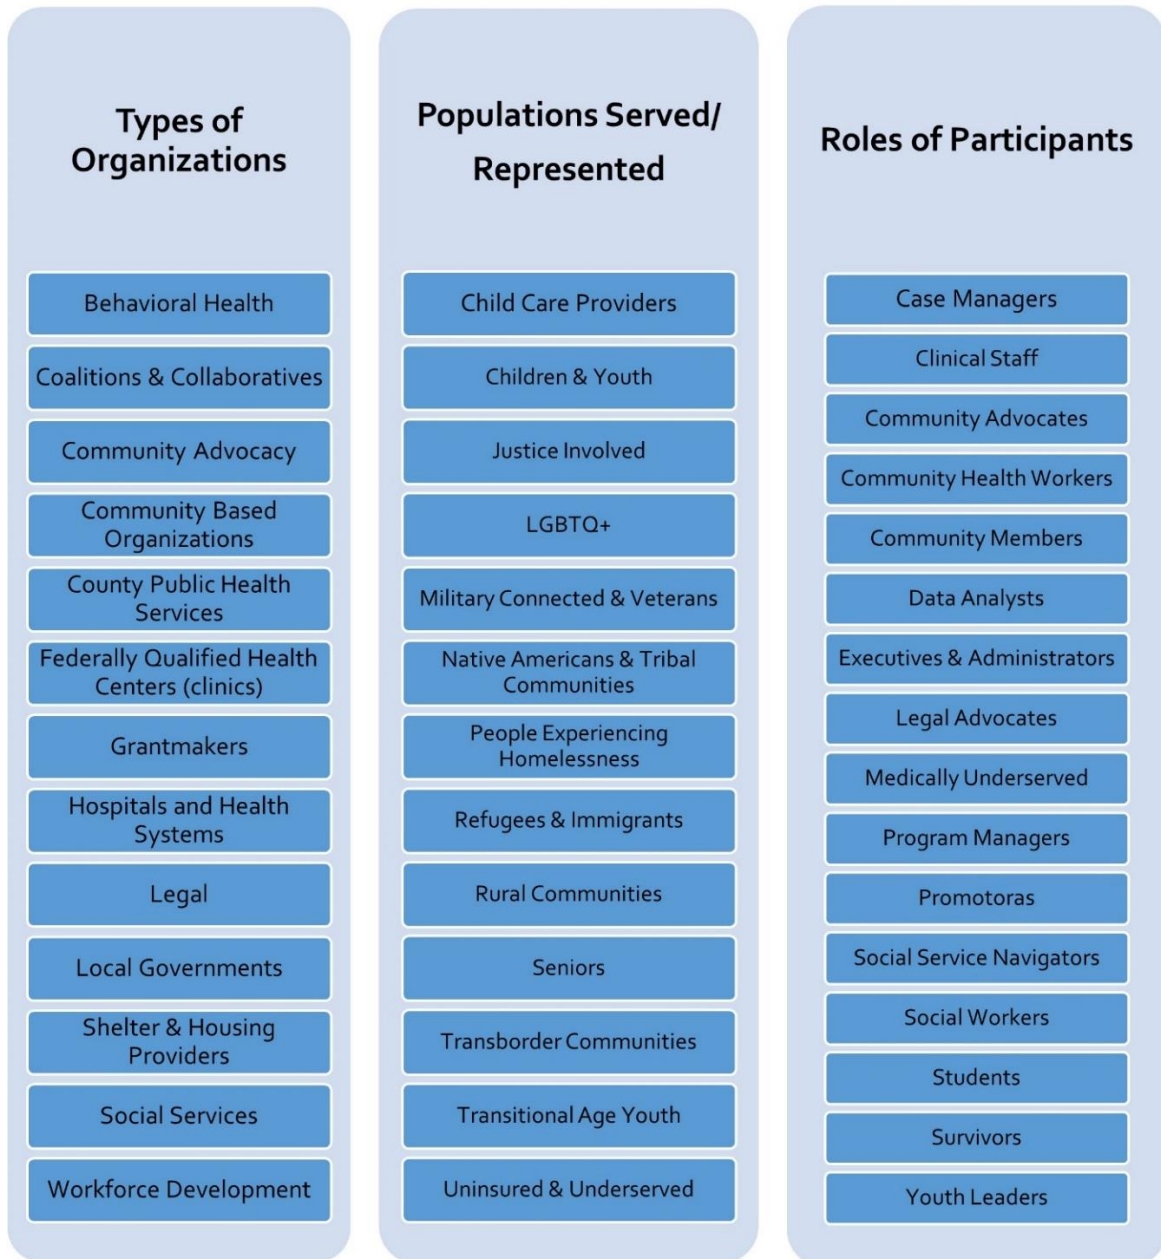 Types of
Organizations
Behavioral Health
Coalitions & Collaboratives
Community Advocacy
Community Based
Organizations
County Public Health
Services
Federally Qualified Health
Centers (clinics)
Grantmakers
Hospitals and Health
Systems
Legal
Local Governments
Shelter & Housing
Providers
Social Services
Workforce Development
Populations Served/
Represented
Child Care Providers
Children & Youth
Justice Involved
LGBTQ+
Military Connected & Veterans
Native Americans & Tribal
Communities
People Experiencing
Homelessness
Refugees & Immigrants
Rural Communities
Seniors
Transborder Communities
Transitional Age Youth
Uninsured & Underserved
Roles of Participants
Case Managers
Clinical Staff
Community Advocates
Community Health Workers
Community Members
Data Analysts
Executives & Administrators
Legal Advocates
Medically Underserved
Program Managers
Promotoras
Social Service Navigators
Social Workers
Students
Survivors
Youth Leaders